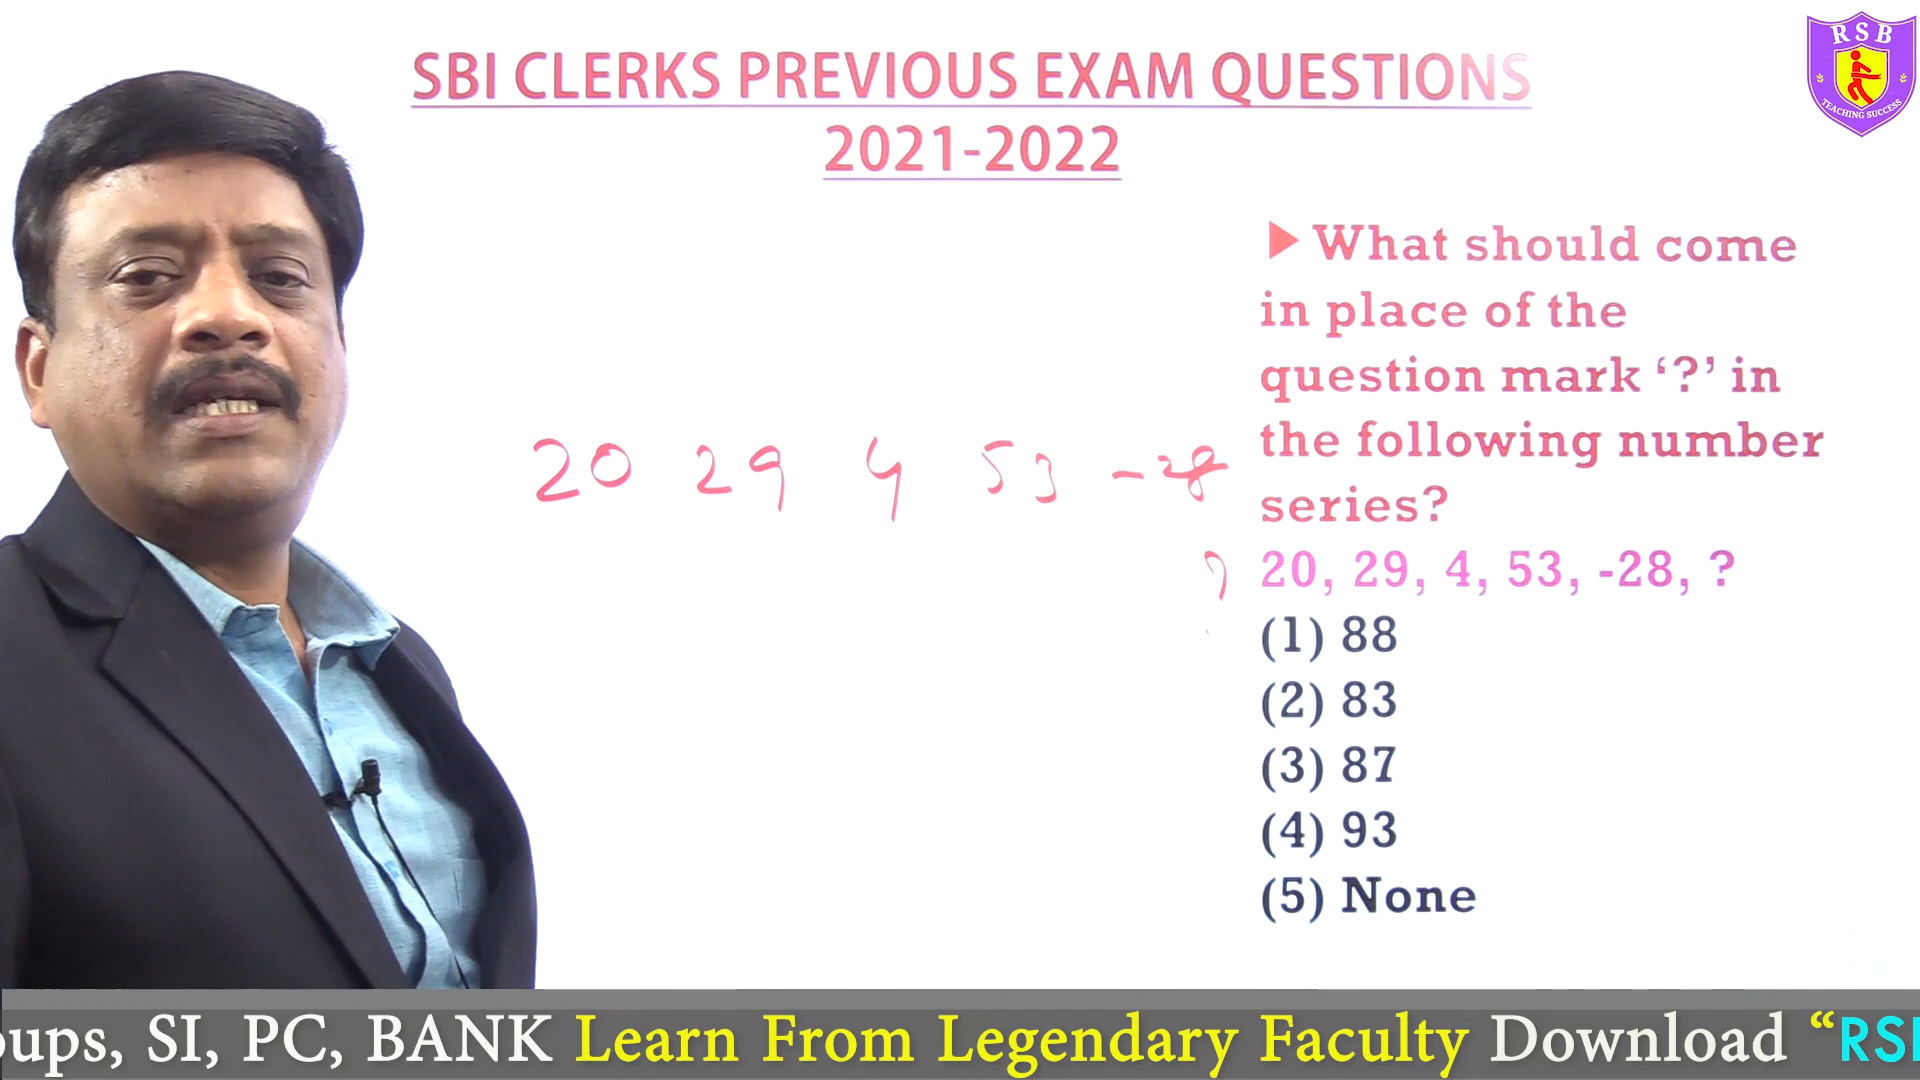 SBI CLERKS PREVIOUS EXAM QUESTIONS
2021-2022
RSB
TEACHING SUCCESS
▶ What should come
in place of the
question mark ‘?’ in
the following number
series?
20, 29, 4, 53, -28, ?
(1) 88
(2) 83
(3) 87
(4) 93
(5) None
20 29 4 53 -28
?
oups, SI, PC, BANK Learn From Legendary Faculty Download “RS